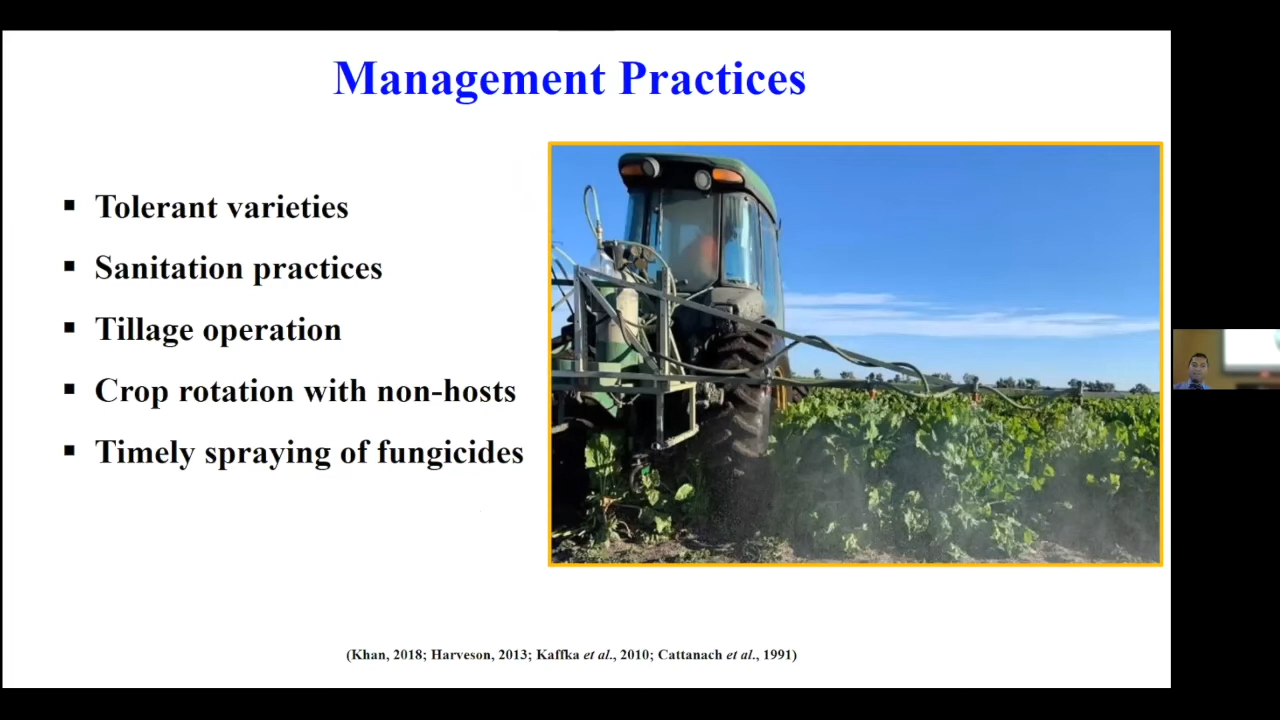 Management Practices
▪ Tolerant varieties
▪ Sanitation practices
▪ Tillage operation
▪ Crop rotation with non-hosts
▪ Timely spraying of fungicides
(Khan, 2018; Harveson, 2013; Kaffka et al., 2010; Cattanach et al., 1991)